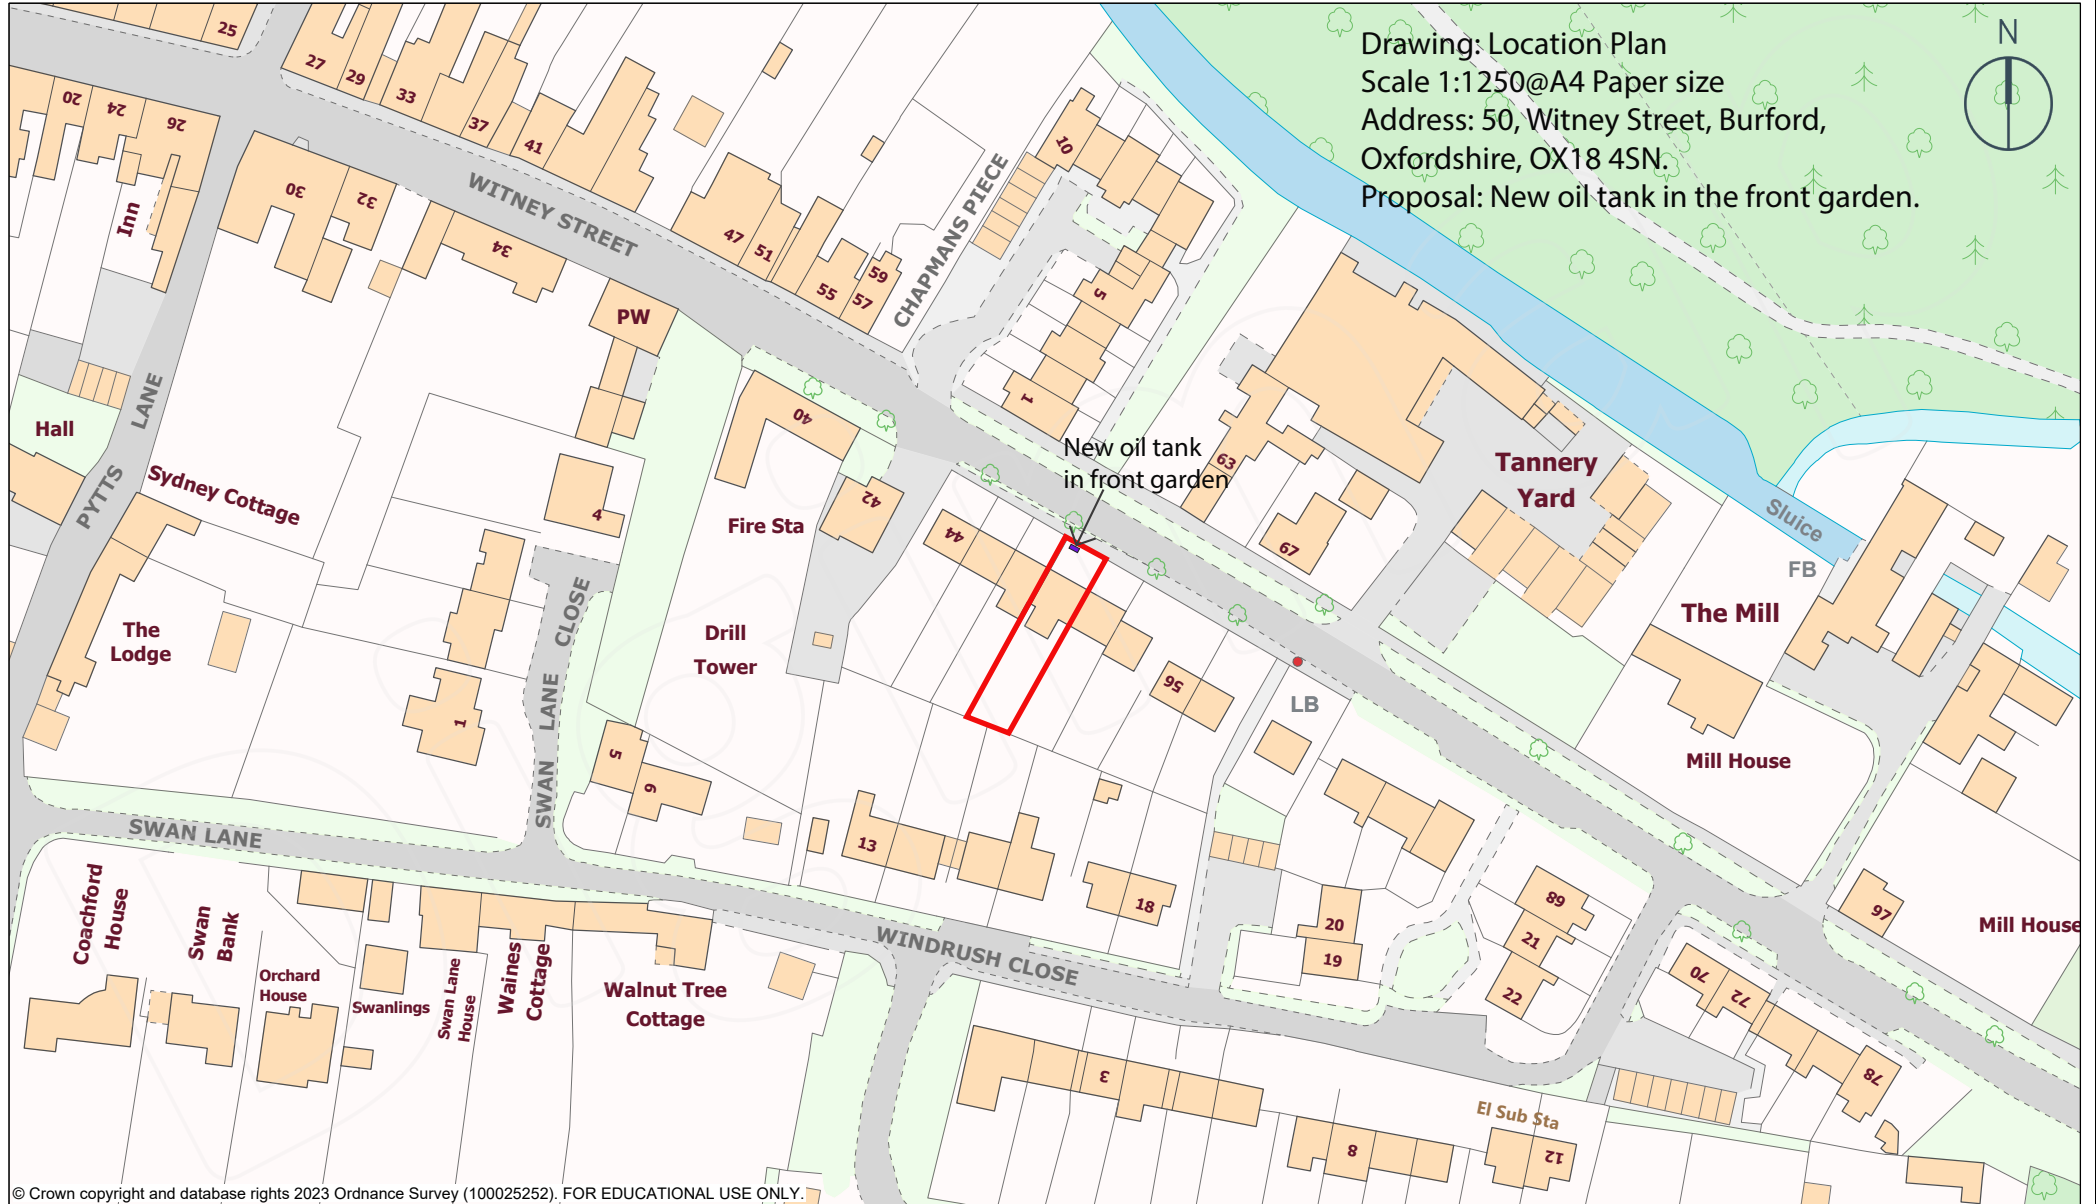 Drawing: Location Plan
Scale 1:1250@A4 Paper size
Address: 50, Witney Street, Burford,
Oxfordshire, OX18 4SN.
Proposal: New oil tank in the front garden.
N
25
27
29
33
37
41
20
24
26
30
32
34
Inn
WITNEY STREET
47
51
55
57
59
CHAPMANS PIECE
10
5
1
PW
Hall
PYTTS
LANE
Sydney Cottage
4
40
42
Fire Sta
44
New oil tank
in front garden
63
67
Tannery
Yard
Sluice
FB
The Mill
Mill House
The
Lodge
1
SWAN LANE CLOSE
Drill
Tower
56
LB
5
6
SWAN LANE
13
18
20
19
89
21
22
97
Mill House
70
72
78
Coachford
House
Swan
Bank
Orchard
House
Swanlings
Swan Lane
House
Waines
Cottage
Walnut Tree
Cottage
WINDRUSH CLOSE
3
8
El Sub Sta
12
© Crown copyright and database rights 2023 Ordnance Survey (100025252). FOR EDUCATIONAL USE ONLY.